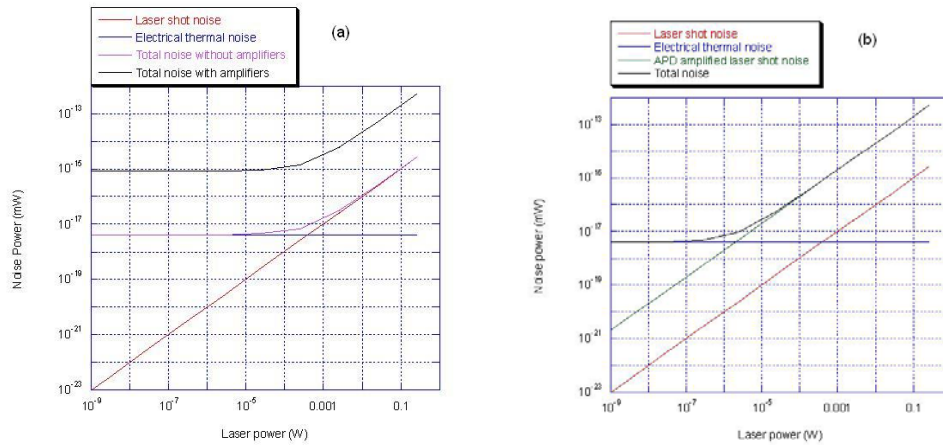 Laser shot noise
Electrical thermal noise
Total noise without amplifiers
Total noise with amplifiers
(a)
Noise Power (mW)
10⁻¹³
10⁻¹⁵
10⁻¹⁷
10⁻¹⁹
10⁻²¹
10⁻²³
10⁻⁹ 10⁻⁷ 10⁻⁵ 0.001 0.1
Laser power (W)
Laser shot noise
Electrical thermal noise
APD amplified laser shot noise
Total noise
(b)
Noise power (mW)
10⁻¹³
10⁻¹⁵
10⁻¹⁷
10⁻¹⁹
10⁻²¹
10⁻²³
10⁻⁹ 10⁻⁷ 10⁻⁵ 0.001 0.1
Laser power (W)